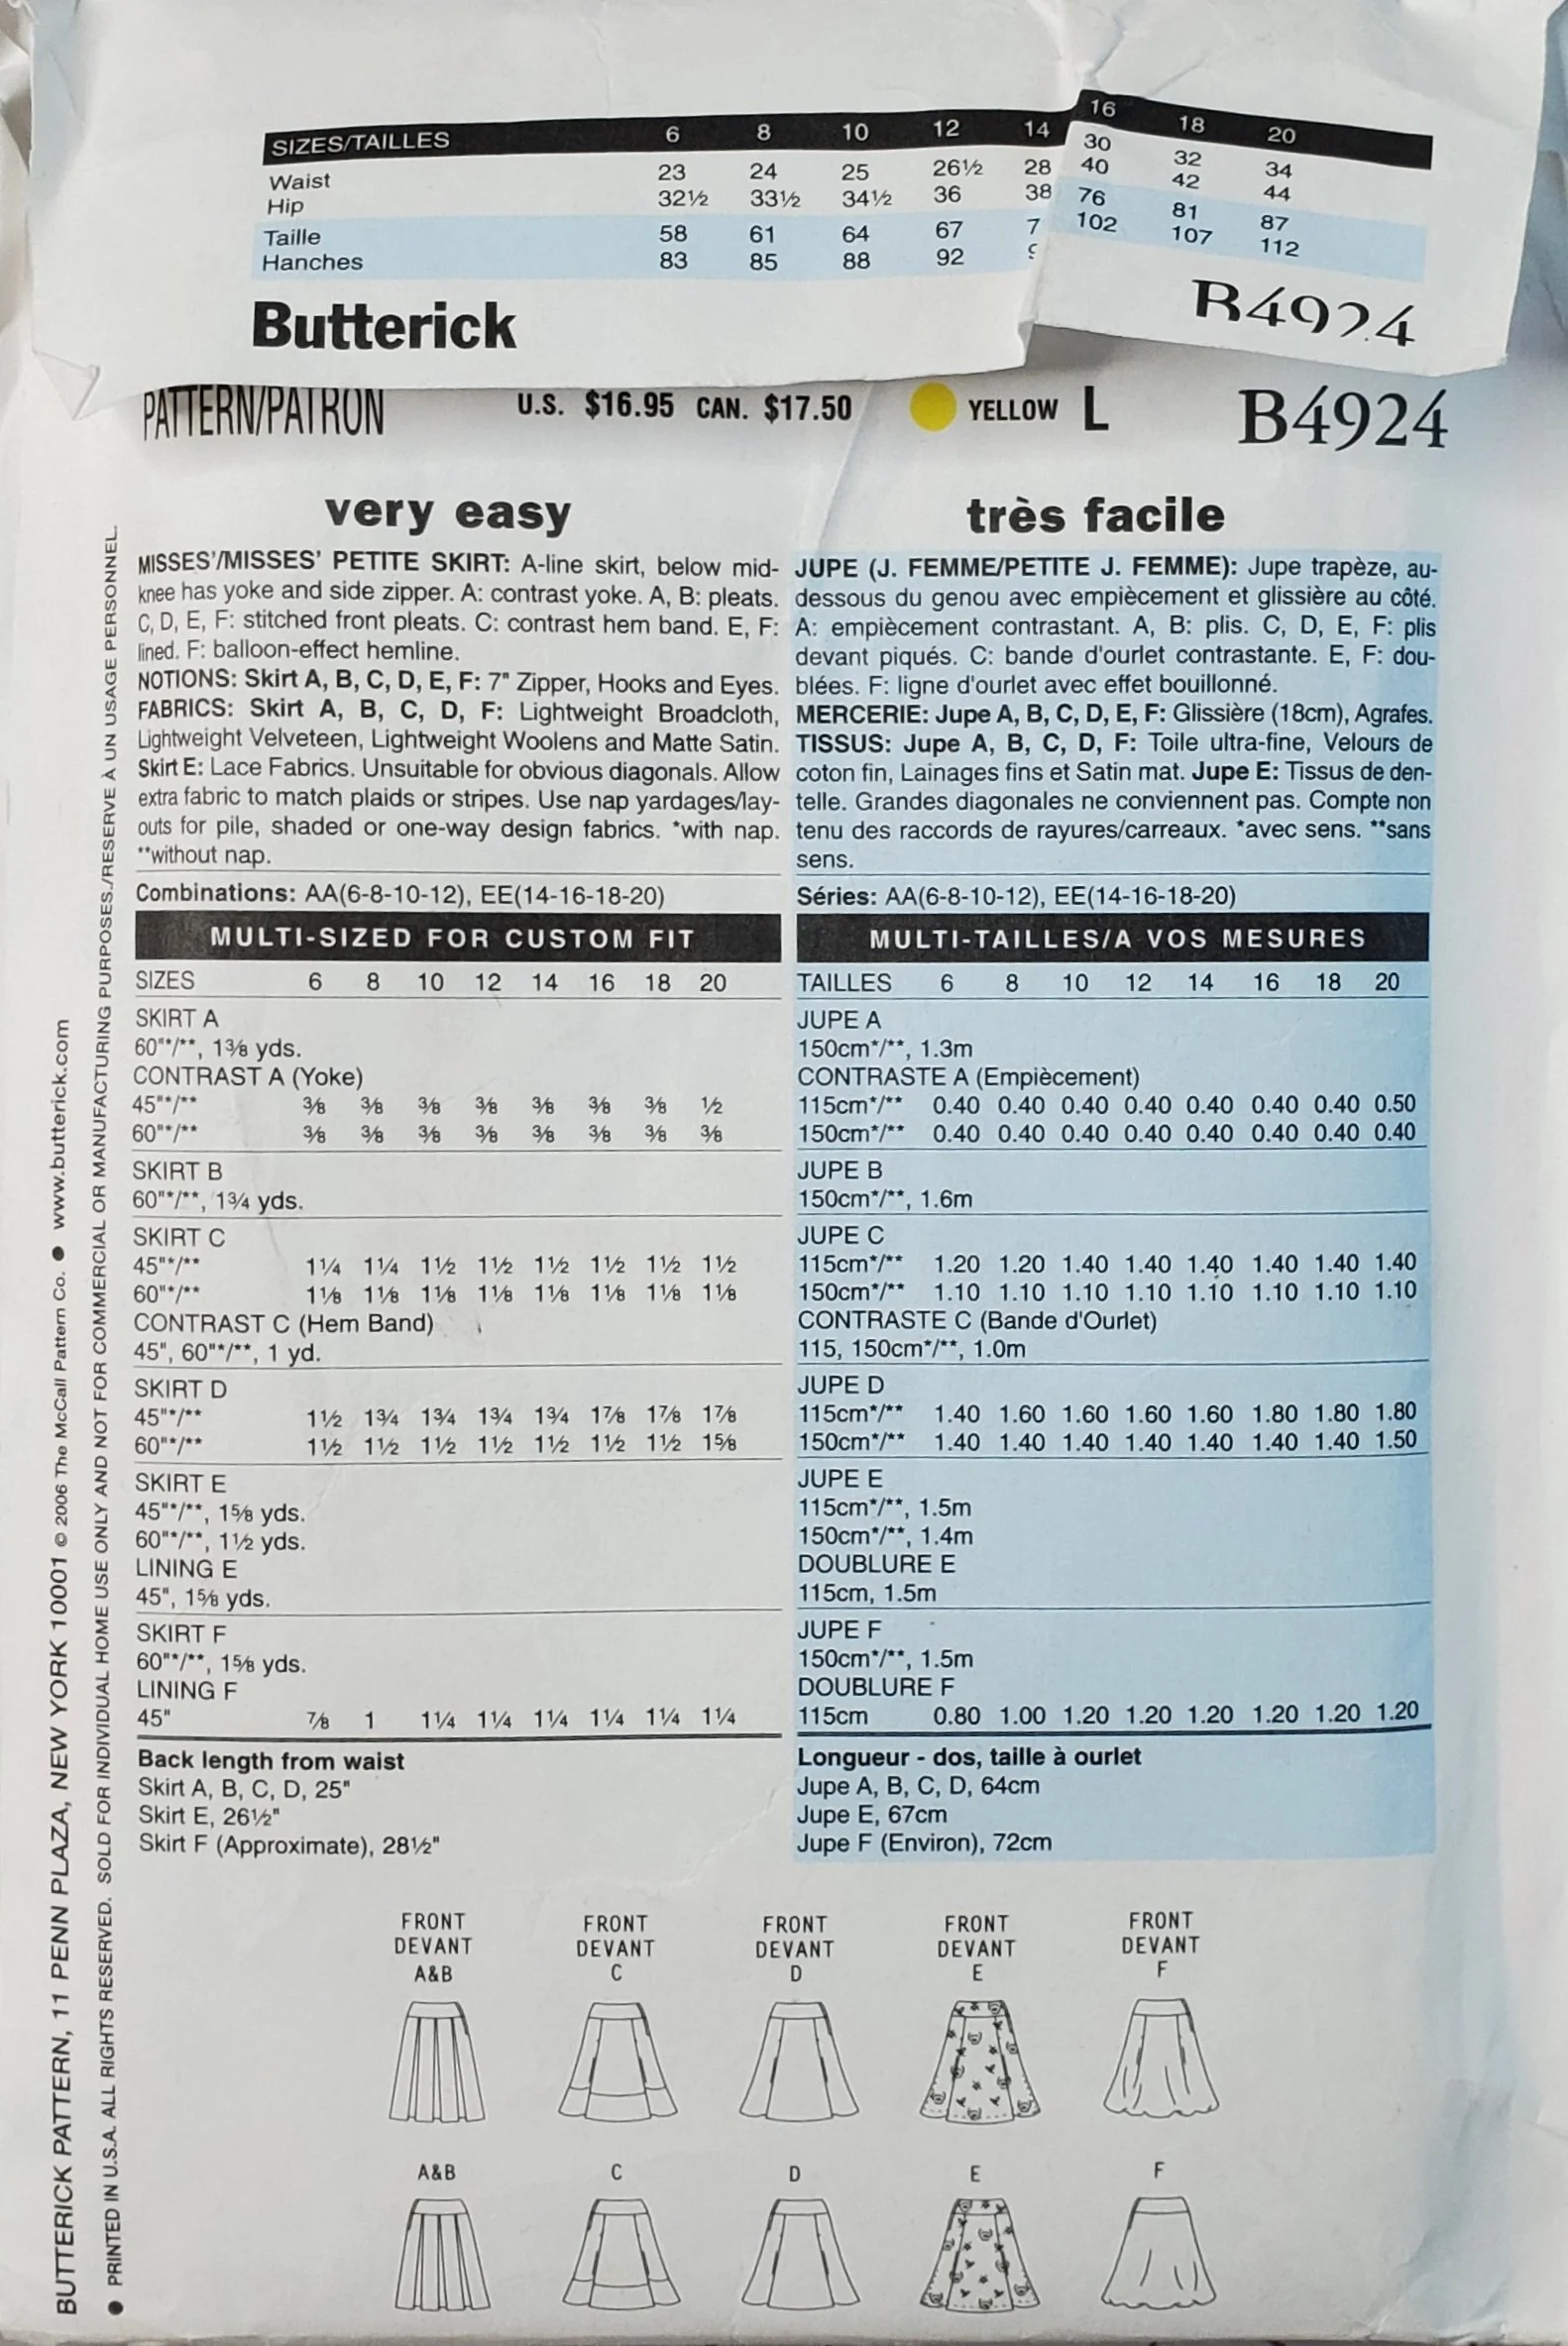 SIZES/TAILLES 6 8 10 12 14 16 18 20
Waist 23 24 25 26½ 28 30 32 34
Hip 32½ 33½ 34½ 36 38 40 42 44
Taille 58 61 64 67 76 81 87
Hanches 83 85 88 92 102 107 112
Butterick B4924
PATTERN/PATRON U.S. $16.95 CAN. $17.50 YELLOW L B4924
very easy
MISSES'/MISSES' PETITE SKIRT: A-line skirt, below mid-
knee has yoke and side zipper. A: contrast yoke. A, B: pleats.
C, D, E, F: stitched front pleats. C: contrast hem band. E, F:
lined. F: balloon-effect hemline.
NOTIONS: Skirt A, B, C, D, E, F: 7" Zipper, Hooks and Eyes.
FABRICS: Skirt A, B, C, D, F: Lightweight Broadcloth,
Lightweight Velveteen, Lightweight Woolens and Matte Satin.
Skirt E: Lace Fabrics. Unsuitable for obvious diagonals. Allow
extra fabric to match plaids or stripes. Use nap yardages/lay-
outs for pile, shaded or one-way design fabrics. *with nap.
**without nap.
Combinations: AA(6-8-10-12), EE(14-16-18-20)
MULTI-SIZED FOR CUSTOM FIT
SIZES 6 8 10 12 14 16 18 20
SKIRT A
60"*/**, 1⅜ yds.
CONTRAST A (Yoke)
45"*/** ⅜ ⅜ ⅜ ⅜ ⅜ ⅜ ⅜ ½
60"*/** ⅜ ⅜ ⅜ ⅜ ⅜ ⅜ ⅜ ⅜
SKIRT B
60"*/**, 1¾ yds.
SKIRT C
45"*/** 1¼ 1¼ 1½ 1½ 1½ 1½ 1½ 1½
60"*/** 1⅛ 1⅛ 1⅛ 1⅛ 1⅛ 1⅛ 1⅛ 1⅛
CONTRAST C (Hem Band)
45", 60"*/**, 1 yd.
SKIRT D
45"*/** 1½ 1¾ 1¾ 1¾ 1¾ 1⅞ 1⅞ 1⅞
60"*/** 1½ 1½ 1½ 1½ 1½ 1½ 1½ 1⅝
SKIRT E
45"*/**, 1⅝ yds.
60"*/**, 1½ yds.
LINING E
45", 1⅝ yds.
SKIRT F
60"*/**, 1⅝ yds.
LINING F
45" ⅞ 1 1¼ 1¼ 1¼ 1¼ 1¼ 1¼
Back length from waist
Skirt A, B, C, D, 25"
Skirt E, 26½"
Skirt F (Approximate), 28½"
très facile
JUPE (J. FEMME/PETITE J. FEMME): Jupe trapèze, au-
dessous du genou avec empiècement et glissière au côté.
A: empiècement contrastant. A, B: plis. C, D, E, F: plis
devant piqués. C: bande d'ourlet contrastante. E, F: dou-
blées. F: ligne d'ourlet avec effet bouillonné.
MERCERIE: Jupe A, B, C, D, E, F: Glissière (18cm), Agrafes.
TISSUS: Jupe A, B, C, D, F: Toile ultra-fine, Velours de
coton fin, Lainages fins et Satin mat. Jupe E: Tissus de den-
telle. Grandes diagonales ne conviennent pas. Compte non
tenu des raccords de rayures/carreaux. *avec sens. **sans
sens.
Séries: AA(6-8-10-12), EE(14-16-18-20)
MULTI-TAILLES/A VOS MESURES
TAILLES 6 8 10 12 14 16 18 20
JUPE A
150cm*/**, 1.3m
CONTRASTE A (Empiècement)
115cm*/** 0.40 0.40 0.40 0.40 0.40 0.40 0.40 0.50
150cm*/** 0.40 0.40 0.40 0.40 0.40 0.40 0.40 0.40
JUPE B
150cm*/**, 1.6m
JUPE C
115cm*/** 1.20 1.20 1.40 1.40 1.40 1.40 1.40 1.40
150cm*/** 1.10 1.10 1.10 1.10 1.10 1.10 1.10 1.10
CONTRASTE C (Bande d'Ourlet)
115, 150cm*/**, 1.0m
JUPE D
115cm*/** 1.40 1.60 1.60 1.60 1.60 1.80 1.80 1.80
150cm*/** 1.40 1.40 1.40 1.40 1.40 1.40 1.40 1.50
JUPE E
115cm*/**, 1.5m
150cm*/**, 1.4m
DOUBLURE E
115cm, 1.5m
JUPE F
150cm*/**, 1.5m
DOUBLURE F
115cm 0.80 1.00 1.20 1.20 1.20 1.20 1.20 1.20
Longueur - dos, taille à ourlet
Jupe A, B, C, D, 64cm
Jupe E, 67cm
Jupe F (Environ), 72cm
FRONT FRONT FRONT FRONT FRONT
DEVANT DEVANT DEVANT DEVANT DEVANT
A&B C D E F
A&B C D E F
BUTTERICK PATTERN, 11 PENN PLAZA, NEW YORK 10001 © 2006 The McCall Pattern Co. ● www.butterick.com
● PRINTED IN U.S.A. ALL RIGHTS RESERVED. SOLD FOR INDIVIDUAL HOME USE ONLY AND NOT FOR COMMERCIAL OR MANUFACTURING PURPOSES./RESERVE À UN USAGE PERSONNEL.